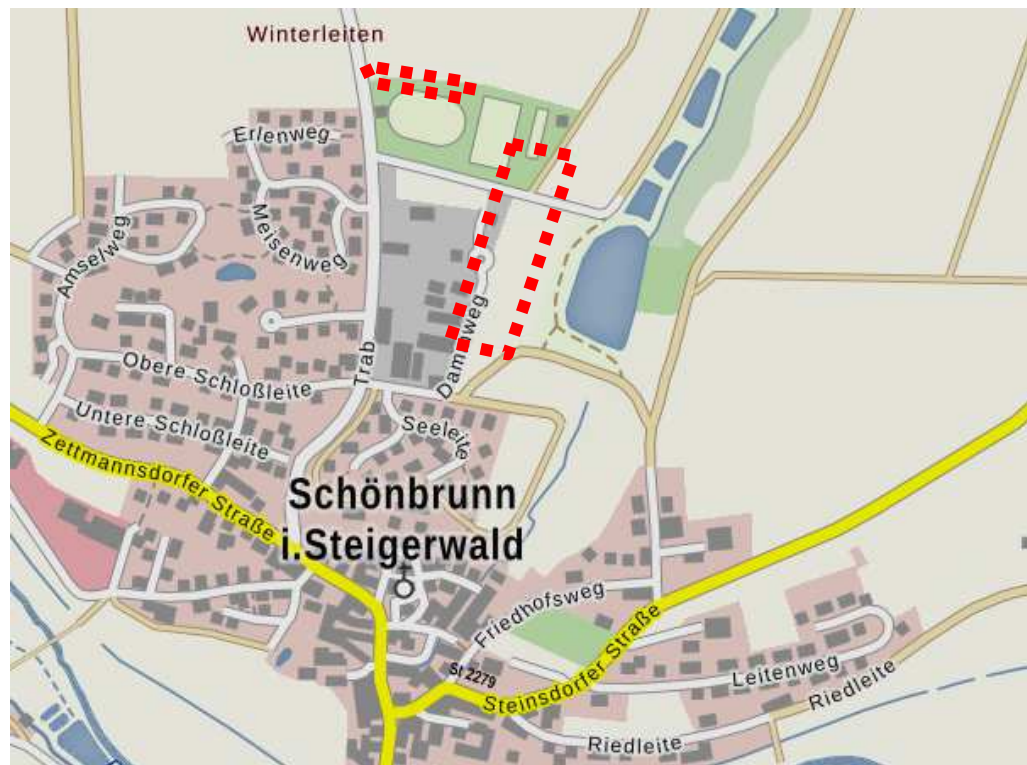 Winterleiten
Erlenweg
Meisenweg
Amselweg
Trab
Dammweg
Obere Schloßleite
Untere Schloßleite
Seeleite
Zettmannsdorfer Straße
Schönbrunn
i.Steigerwald
Friedhofsweg
St 2279
Steinsdorfer Straße
Leitenweg
Riedleite
Riedleite